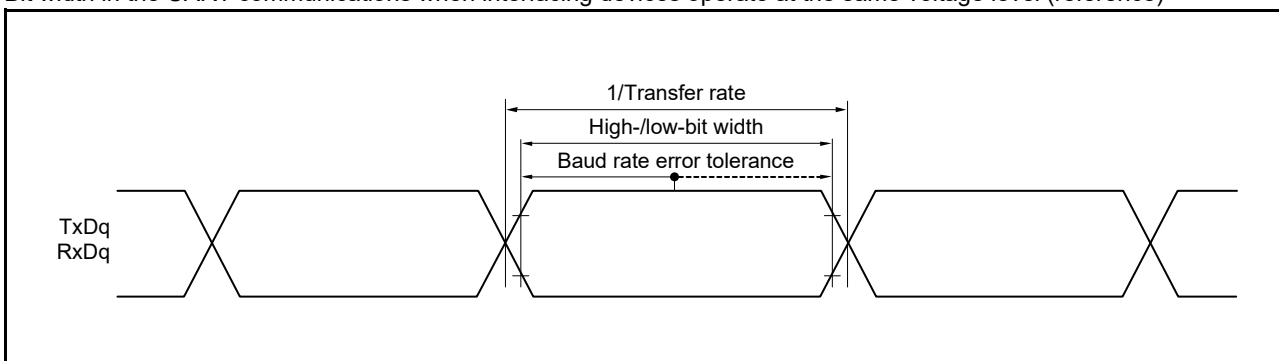 Bit width in the UART communications when interfacing devices operate at the same voltage level (reference)
1/Transfer rate
High-/low-bit width
Baud rate error tolerance
TxDq
RxDq